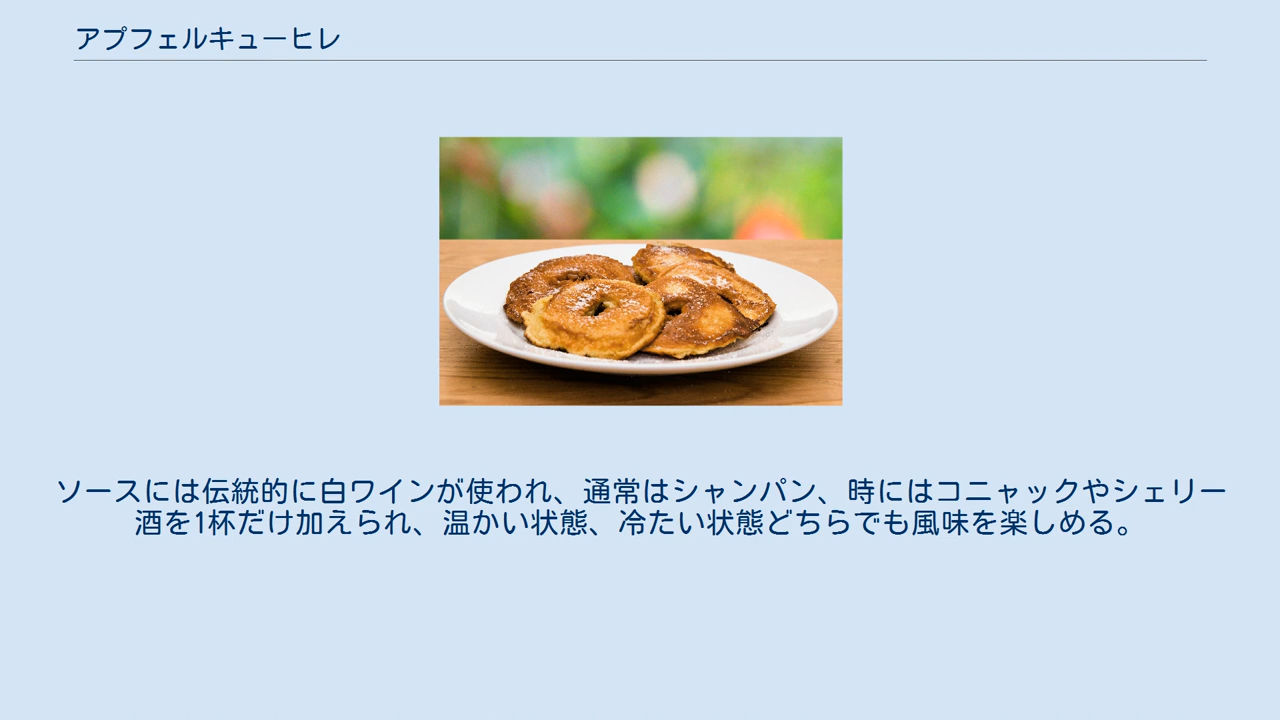 アプフェルキューヒレ
ソースには伝統的に白ワインが使われ、通常はシャンパン、時にはコニャックやシェリー
酒を1杯だけ加えられ、温かい状態、冷たい状態どちらでも風味を楽しめる。